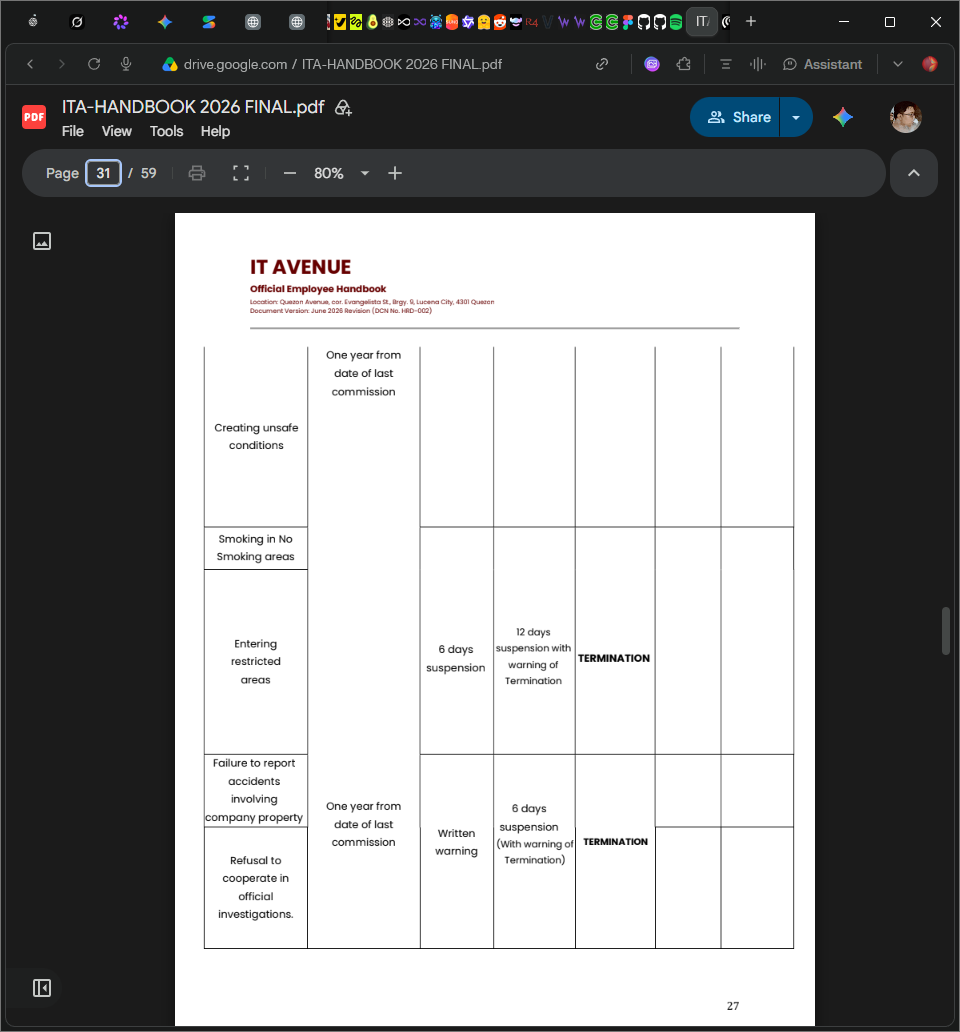 R4
ITA
drive.google.com / ITA-HANDBOOK 2026 FINAL.pdf
Assistant
PDF
ITA-HANDBOOK 2026 FINAL.pdf
File View Tools Help
Share
Page 31 / 59
80%
IT AVENUE
Official Employee Handbook
Location: Quezon Avenue, cor. Evangelista St., Brgy. 9, Lucena City, 4301 Quezon
Document Version: June 2026 Revision (DCN No. HRD-002)
One year from
date of last
commission
Creating unsafe
conditions
Smoking in No
Smoking areas
Entering
restricted
areas
6 days
suspension
12 days
suspension with
warning of
Termination
TERMINATION
Failure to report
accidents
involving
company property
One year from
date of last
commission
Written
warning
6 days
suspension
(With warning of
Termination)
TERMINATION
Refusal to
cooperate in
official
investigations.
27